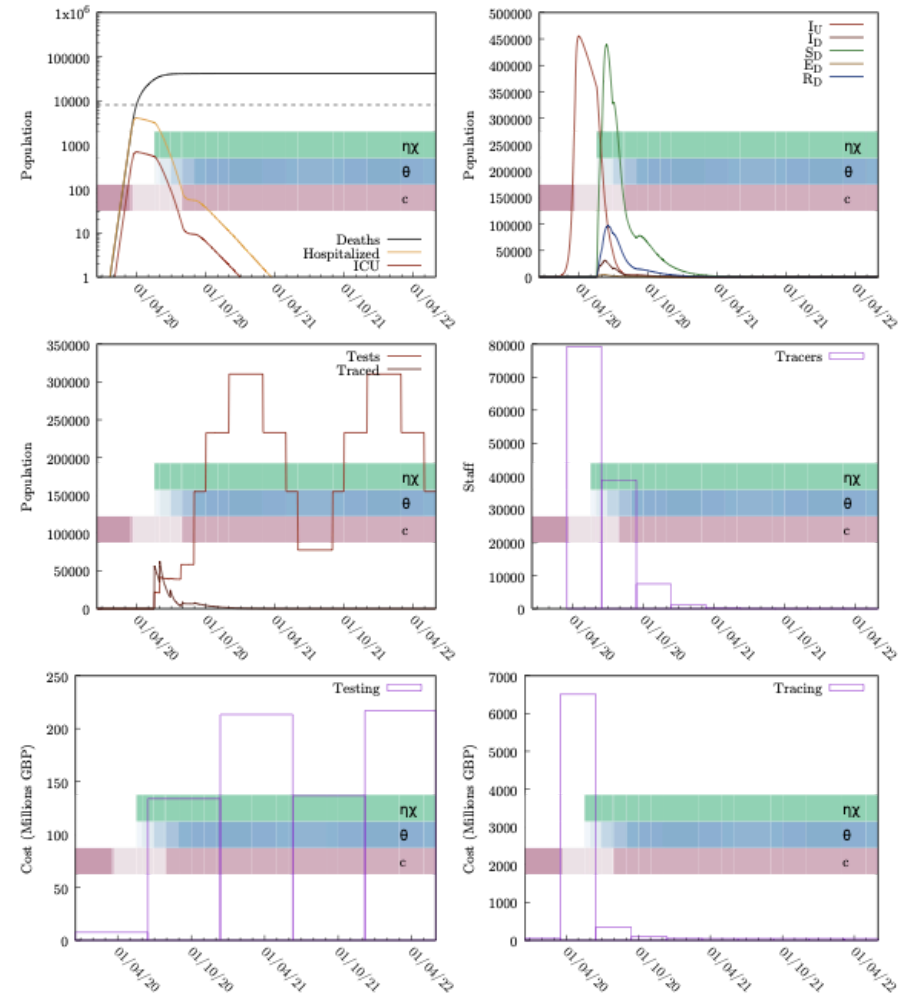 1x10^6
100000
10000
1000
100
10
1
Population
ηχ
θ
c
Deaths
Hospitalized
ICU
01/04/20
01/10/20
01/04/21
01/10/21
01/04/22
500000
450000
400000
350000
300000
250000
200000
150000
100000
50000
0
Population
I_U
I_D
S_D
E_D
R_D
ηχ
θ
c
01/04/20
01/10/20
01/04/21
01/10/21
01/04/22
350000
300000
250000
200000
150000
100000
50000
0
Population
Tests
Traced
ηχ
θ
c
01/04/20
01/10/20
01/04/21
01/10/21
01/04/22
80000
70000
60000
50000
40000
30000
20000
10000
0
Staff
Tracers
ηχ
θ
c
01/04/20
01/10/20
01/04/21
01/10/21
01/04/22
250
200
150
100
50
0
Cost (Millions GBP)
Testing
ηχ
θ
c
01/04/20
01/10/20
01/04/21
01/10/21
01/04/22
7000
6000
5000
4000
3000
2000
1000
0
Cost (Millions GBP)
Tracing
ηχ
θ
c
01/04/20
01/10/20
01/04/21
01/10/21
01/04/22